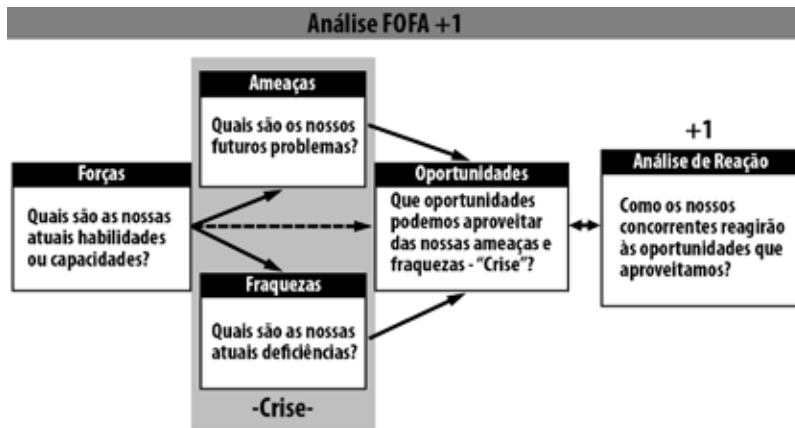 Análise FOFA +1
Forças
Quais são as nossas
atuais habilidades
ou capacidades?
Ameaças
Quais são os nossos
futuros problemas?
Fraquezas
Quais são as nossas
atuais deficiências?
-Crise-
Oportunidades
Que oportunidades
podemos aproveitar
das nossas ameaças e
fraquezas - “Crise”?
+1
Análise de Reação
Como os nossos
concorrentes reagirão
às oportunidades que
aproveitamos?